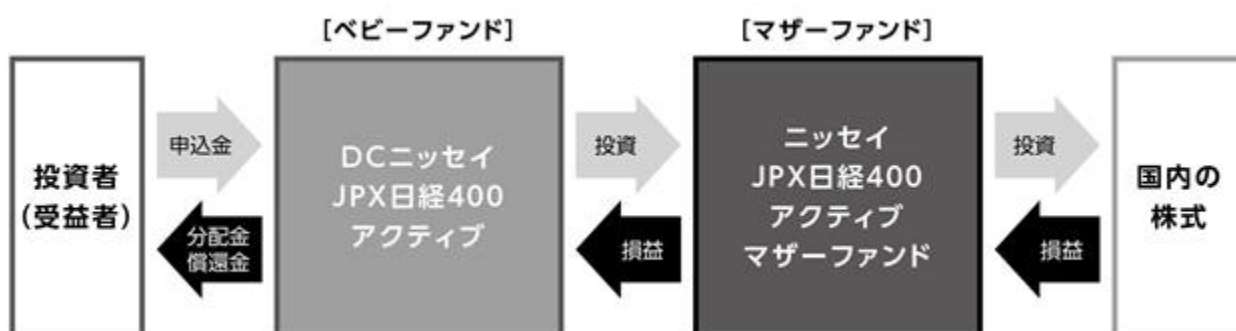 [ベビーファンド]
[マザーファンド]
投資者
(受益者)
申込金
分配金
償還金
DCニッセイ
JPX日経400
アクティブ
投資
損益
ニッセイ
JPX日経400
アクティブ
マザーファンド
投資
損益
国内の
株式